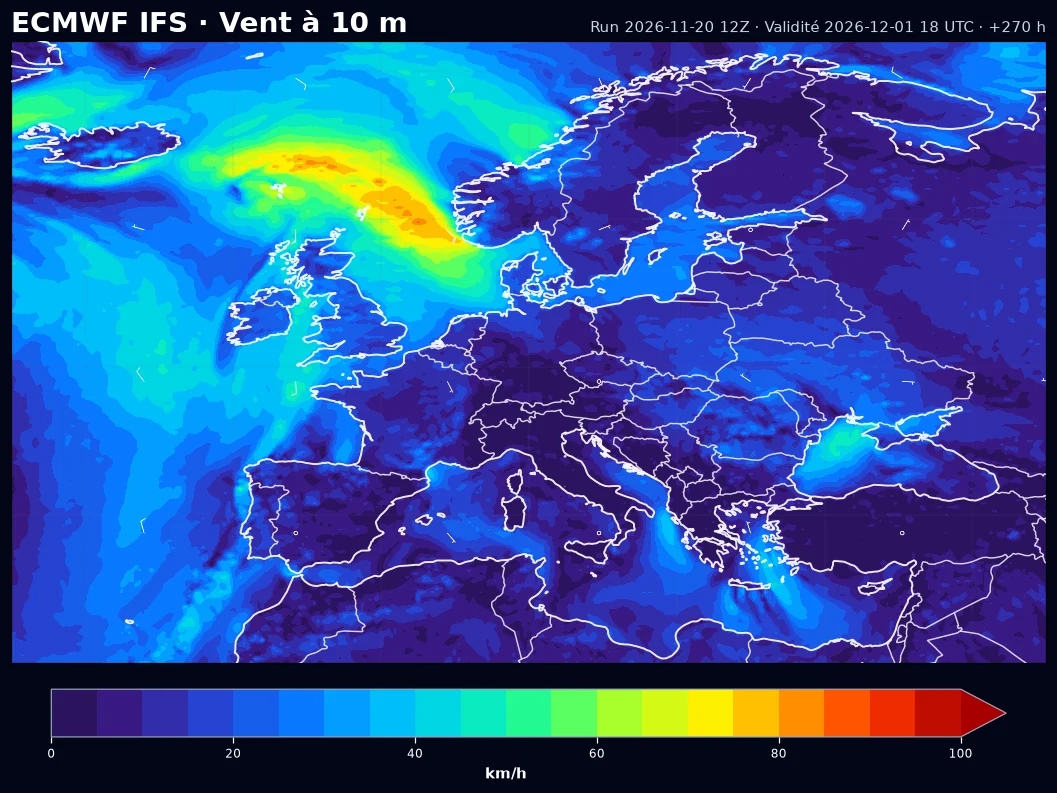 ECMWF IFS · Vent à 10 m
Run 2026-11-20 12Z · Validité 2026-12-01 18 UTC · +270 h
0 20 40 60 80 100
km/h